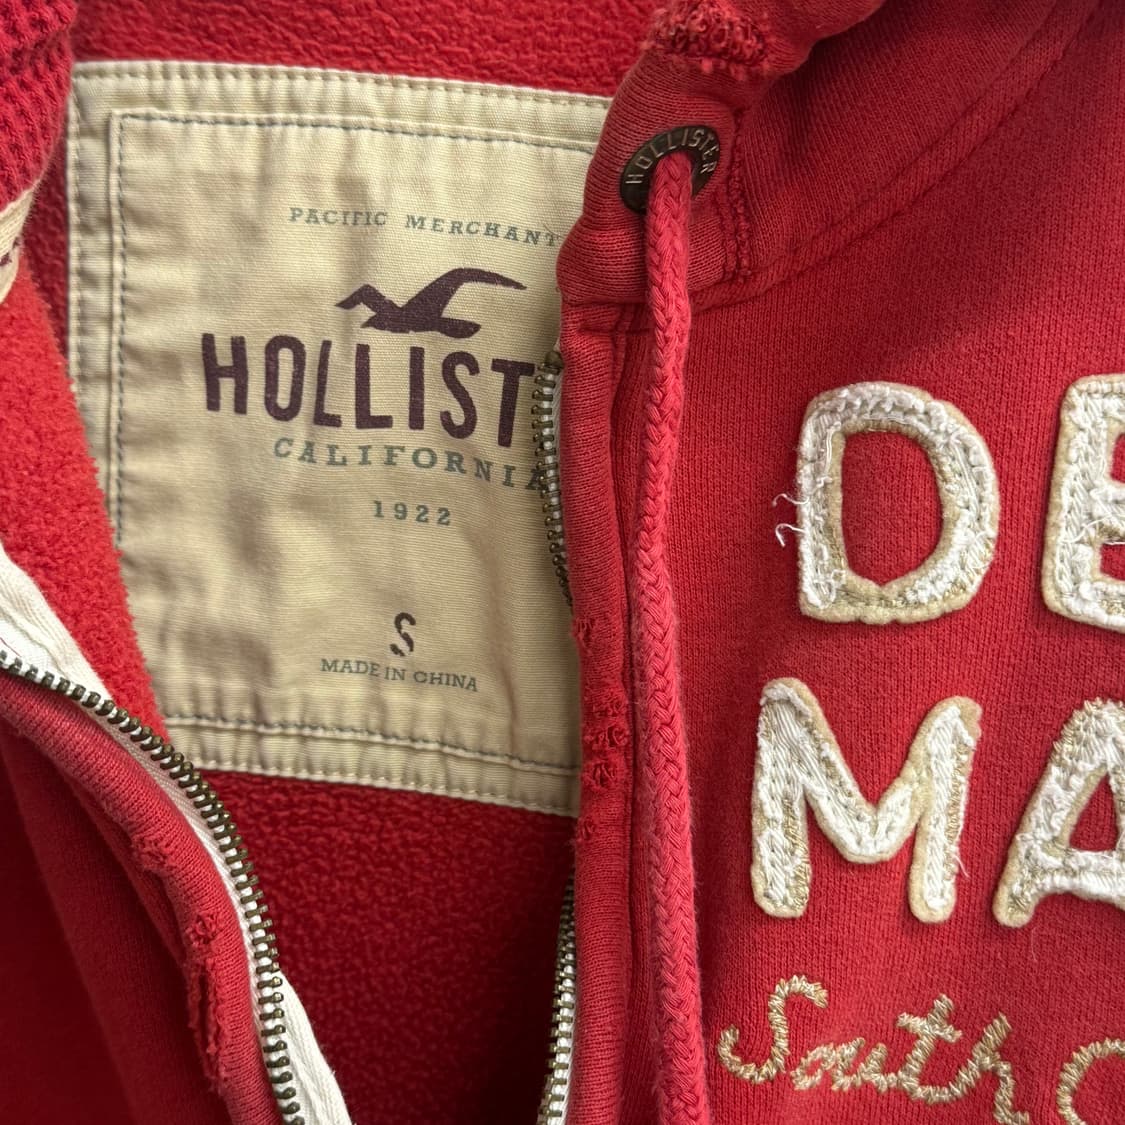 PACIFIC MERCHANT
HOLLIST
CALIFORNIA
1922
S
MADE IN CHINA
HOLLISTER
DE
MA
South